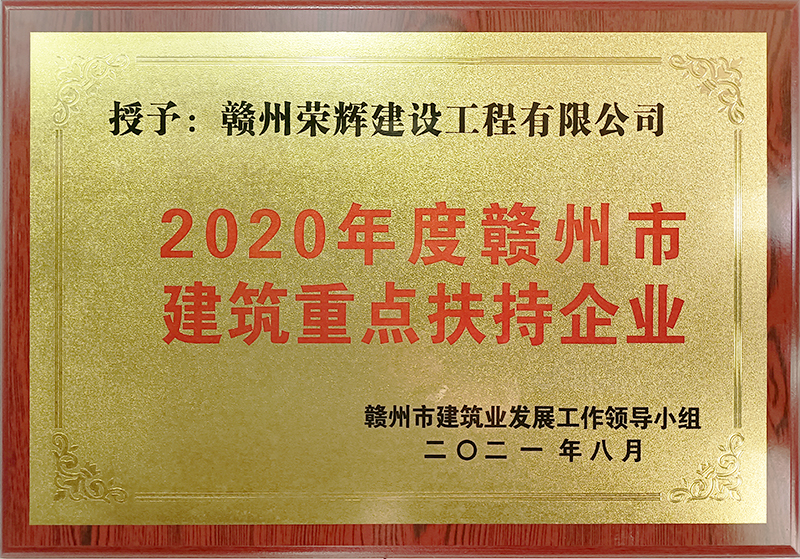 授予：赣州荣辉建设工程有限公司
2020年度赣州市
建筑重点扶持企业
赣州市建筑业发展工作领导小组
二〇二一年八月